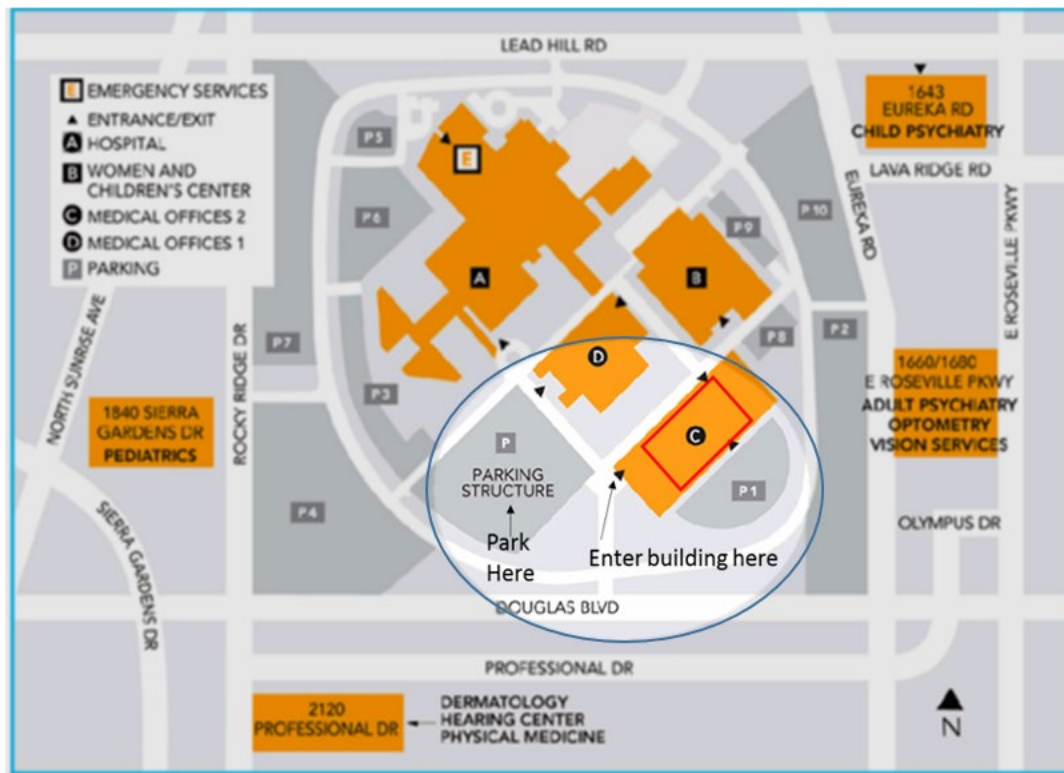 LEAD HILL RD
E EMERGENCY SERVICES
ENTRANCE/EXIT
A HOSPITAL
B WOMEN AND
CHILDREN'S CENTER
C MEDICAL OFFICES 2
D MEDICAL OFFICES 1
P PARKING
P5
P6
P7
P3
P4
E
A
B
D
C
P9
P10
P8
P2
P1
P
PARKING
STRUCTURE
Park
Here
Enter building here
1643
EUREKA RD
CHILD PSYCHIATRY
LAVA RIDGE RD
EUREKA RD
E ROSEVILLE PKWY
1660/1680
E ROSEVILLE PKWY
ADULT PSYCHIATRY
OPTOMETRY
VISION SERVICES
OLYMPUS DR
NORTH SUNRISE AVE
ROCKY RIDGE DR
1840 SIERRA
GARDENS DR
PEDIATRICS
SIERRA GARDENS DR
DOUGLAS BLVD
PROFESSIONAL DR
2120
PROFESSIONAL DR
DERMATOLOGY
HEARING CENTER
PHYSICAL MEDICINE
N